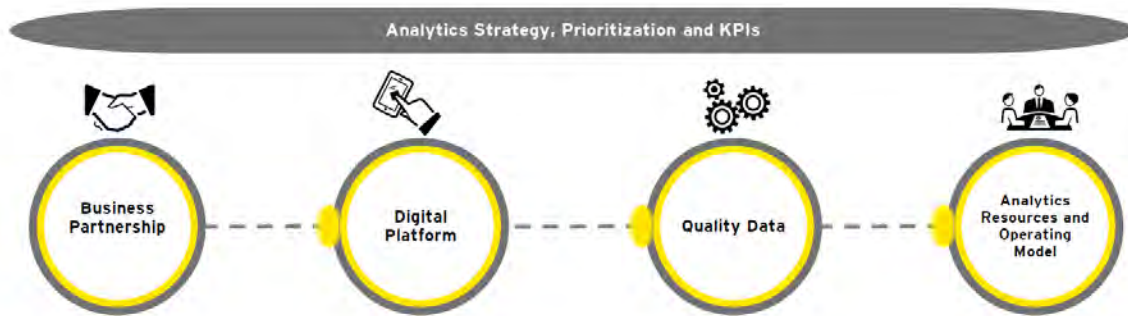 Analytics Strategy, Prioritization and KPIs
Business
Partnership
Digital
Platform
Quality Data
Analytics
Resources and
Operating
Model